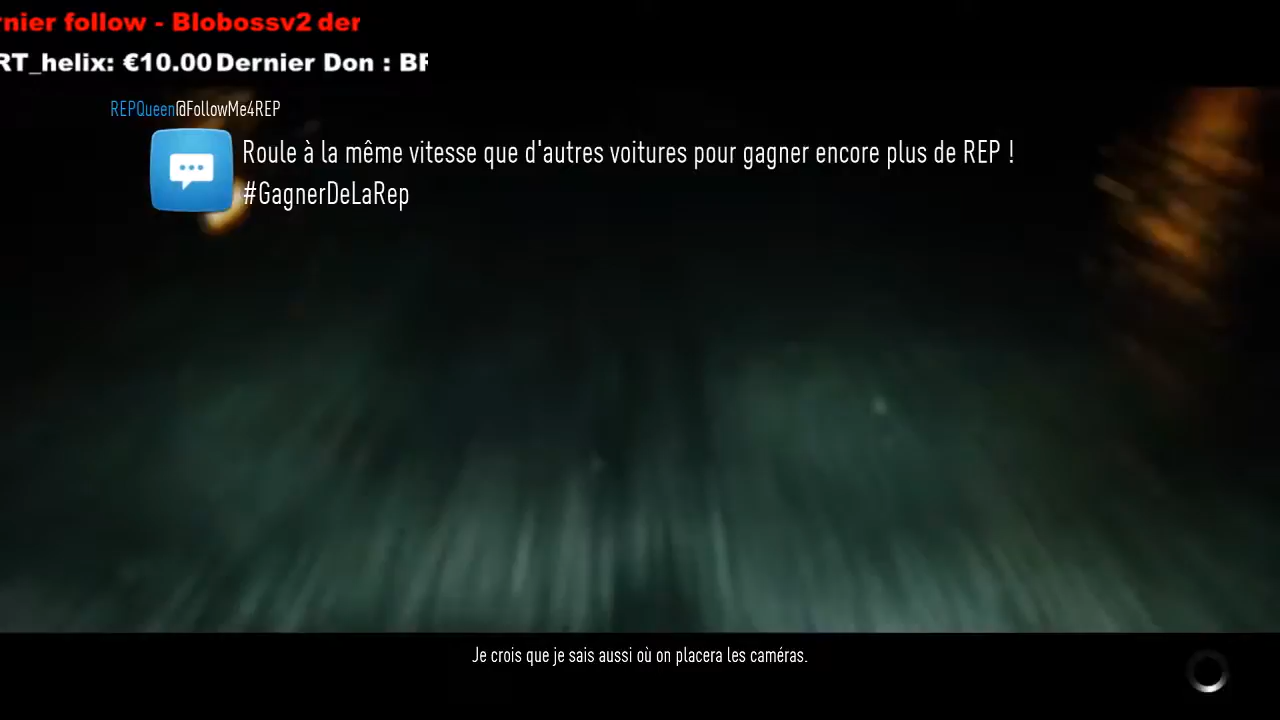 rnier follow - Blobossv2 der
RT_helix: €10.00 Dernier Don : BF
REPQueen@FollowMe4REP
Roule à la même vitesse que d'autres voitures pour gagner encore plus de REP !
#GagnerDeLaRep
Je crois que je sais aussi où on placera les caméras.